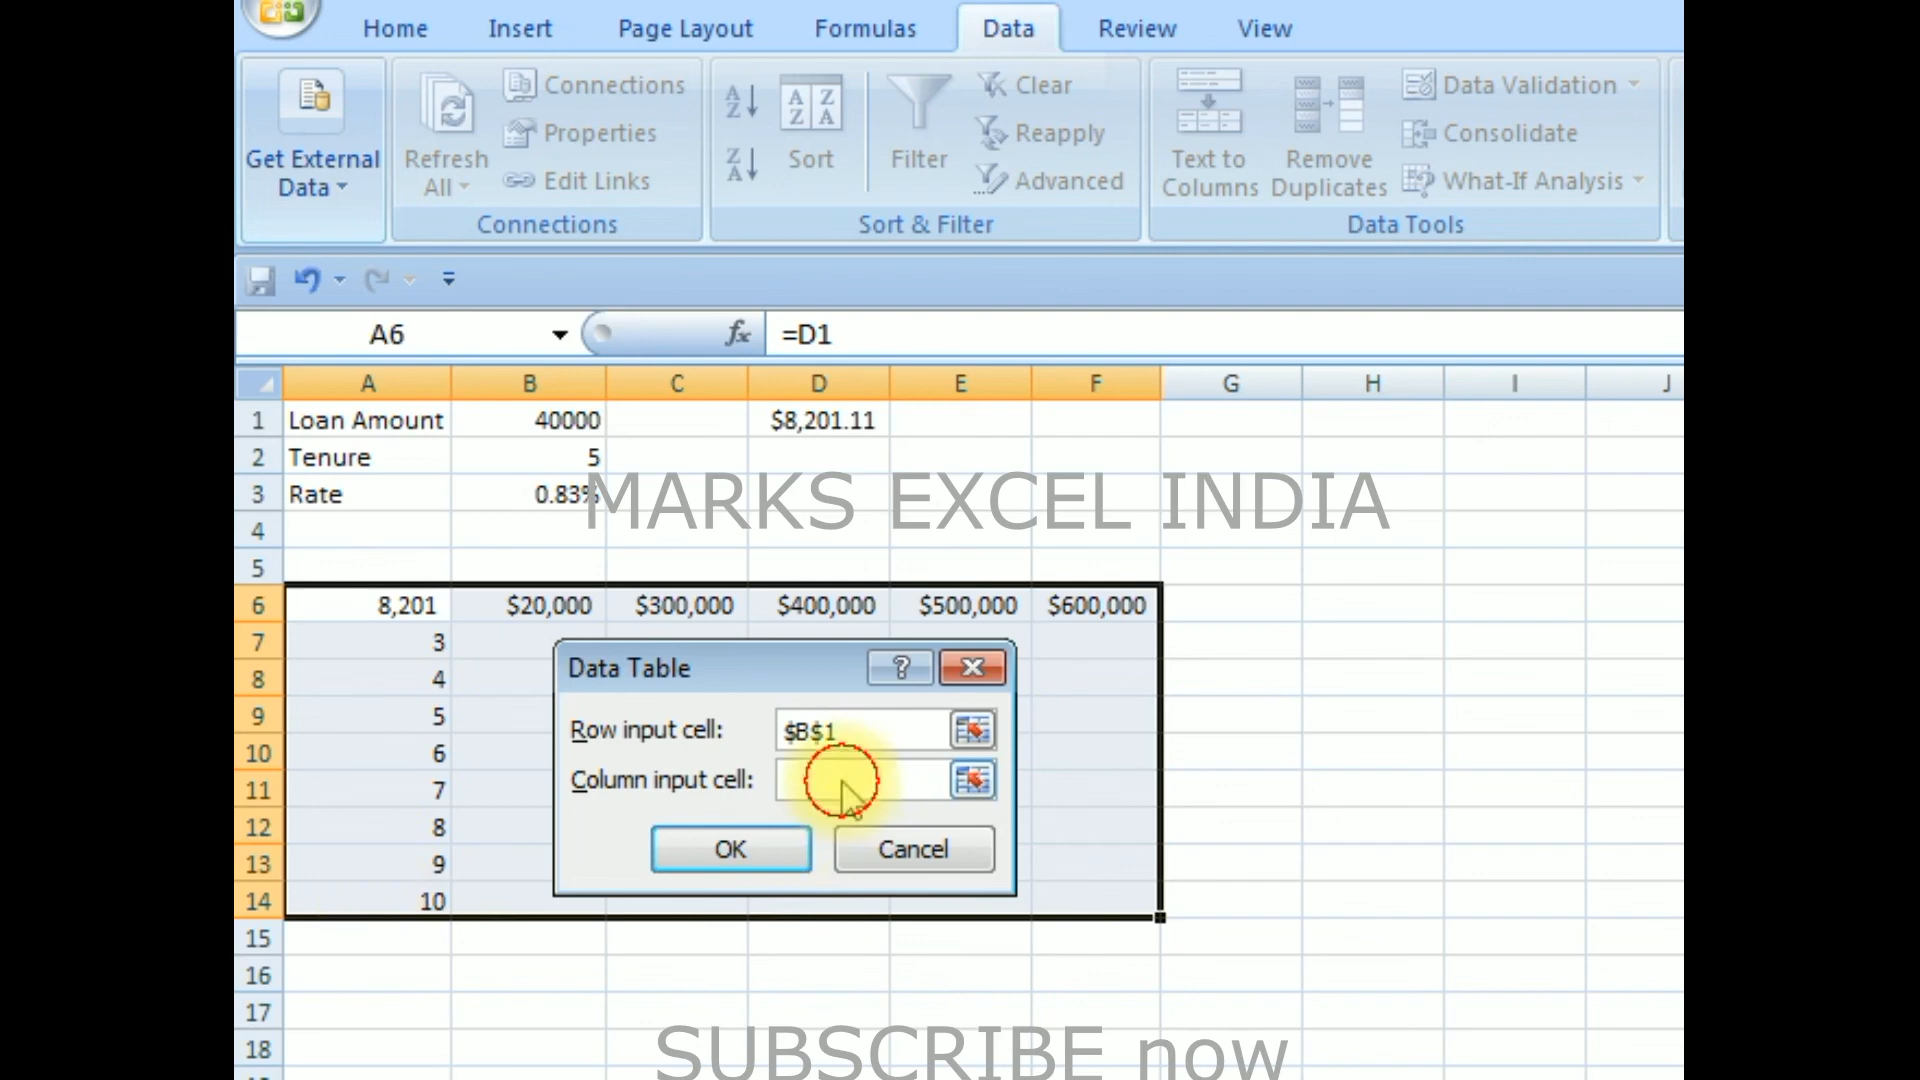 Home Insert Page Layout Formulas Data Review View
Get External Data
Refresh All
Connections
Properties
Edit Links
Connections
A Z
Z A
A Z Z A
Sort
Filter
Clear
Reapply
Advanced
Sort & Filter
Text to Columns
Remove Duplicates
Data Validation
Consolidate
What-If Analysis
Data Tools
A6 fx =D1
A B C D E F G H I J
1 Loan Amount 40000 $8,201.11
2 Tenure 5
3 Rate 0.83%
MARKS EXCEL INDIA
4
5
6 8,201 $20,000 $300,000 $400,000 $500,000 $600,000
7 3
8 4
9 5
10 6
11 7
12 8
13 9
14 10
Data Table ?
Row input cell: $B$1
Column input cell:
OK Cancel
15
16
17
18
SUBSCRIBE now